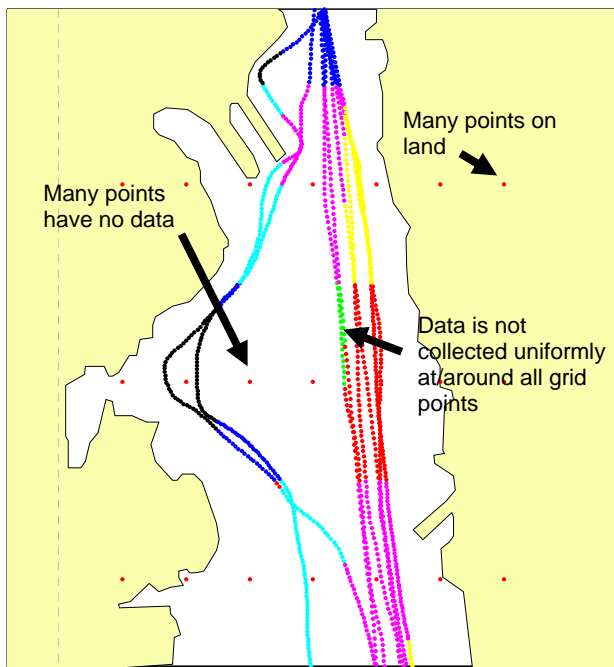 Many points on
land
Many points
have no data
Data is not
collected uniformly
at/around all grid
points